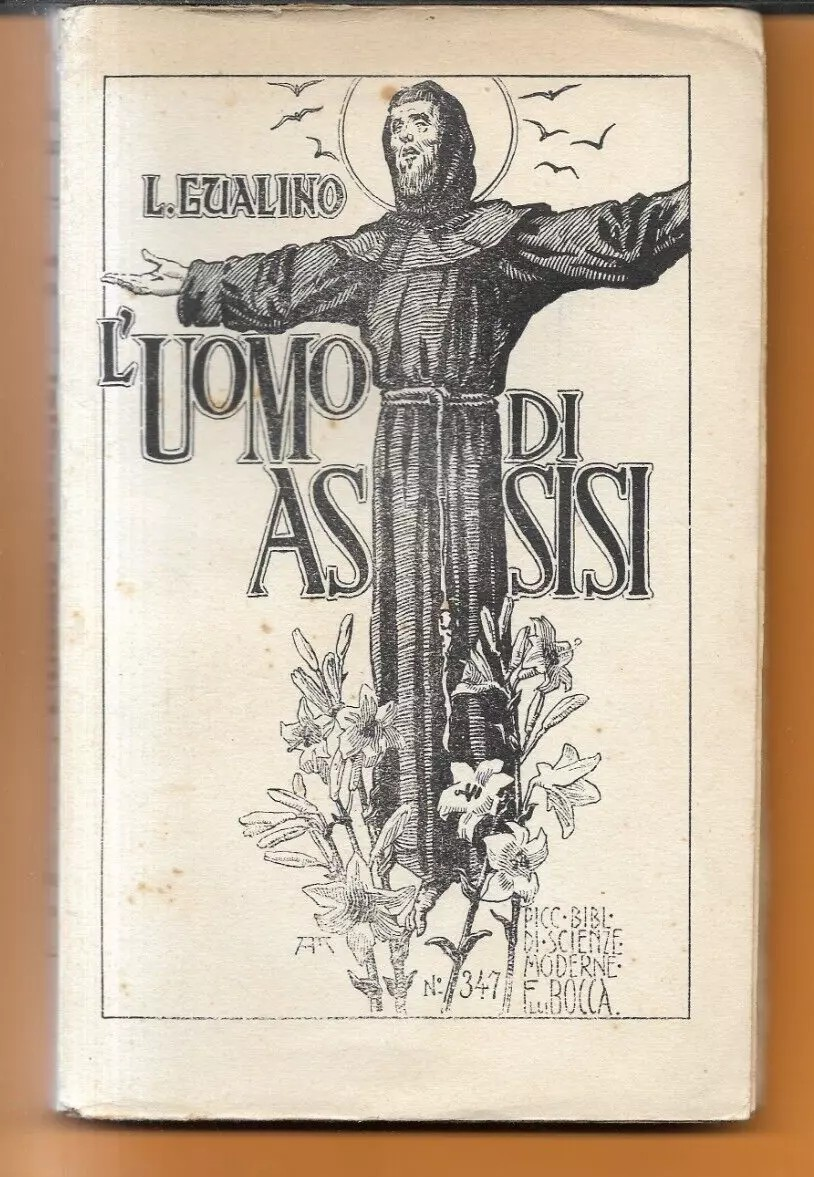 L. GUALINO
L'UOMO DI
ASSISI
PICC·BIBL·
DI·SCIENZE·
MODERNE·
F.LLI BOCCA.
N.º 347